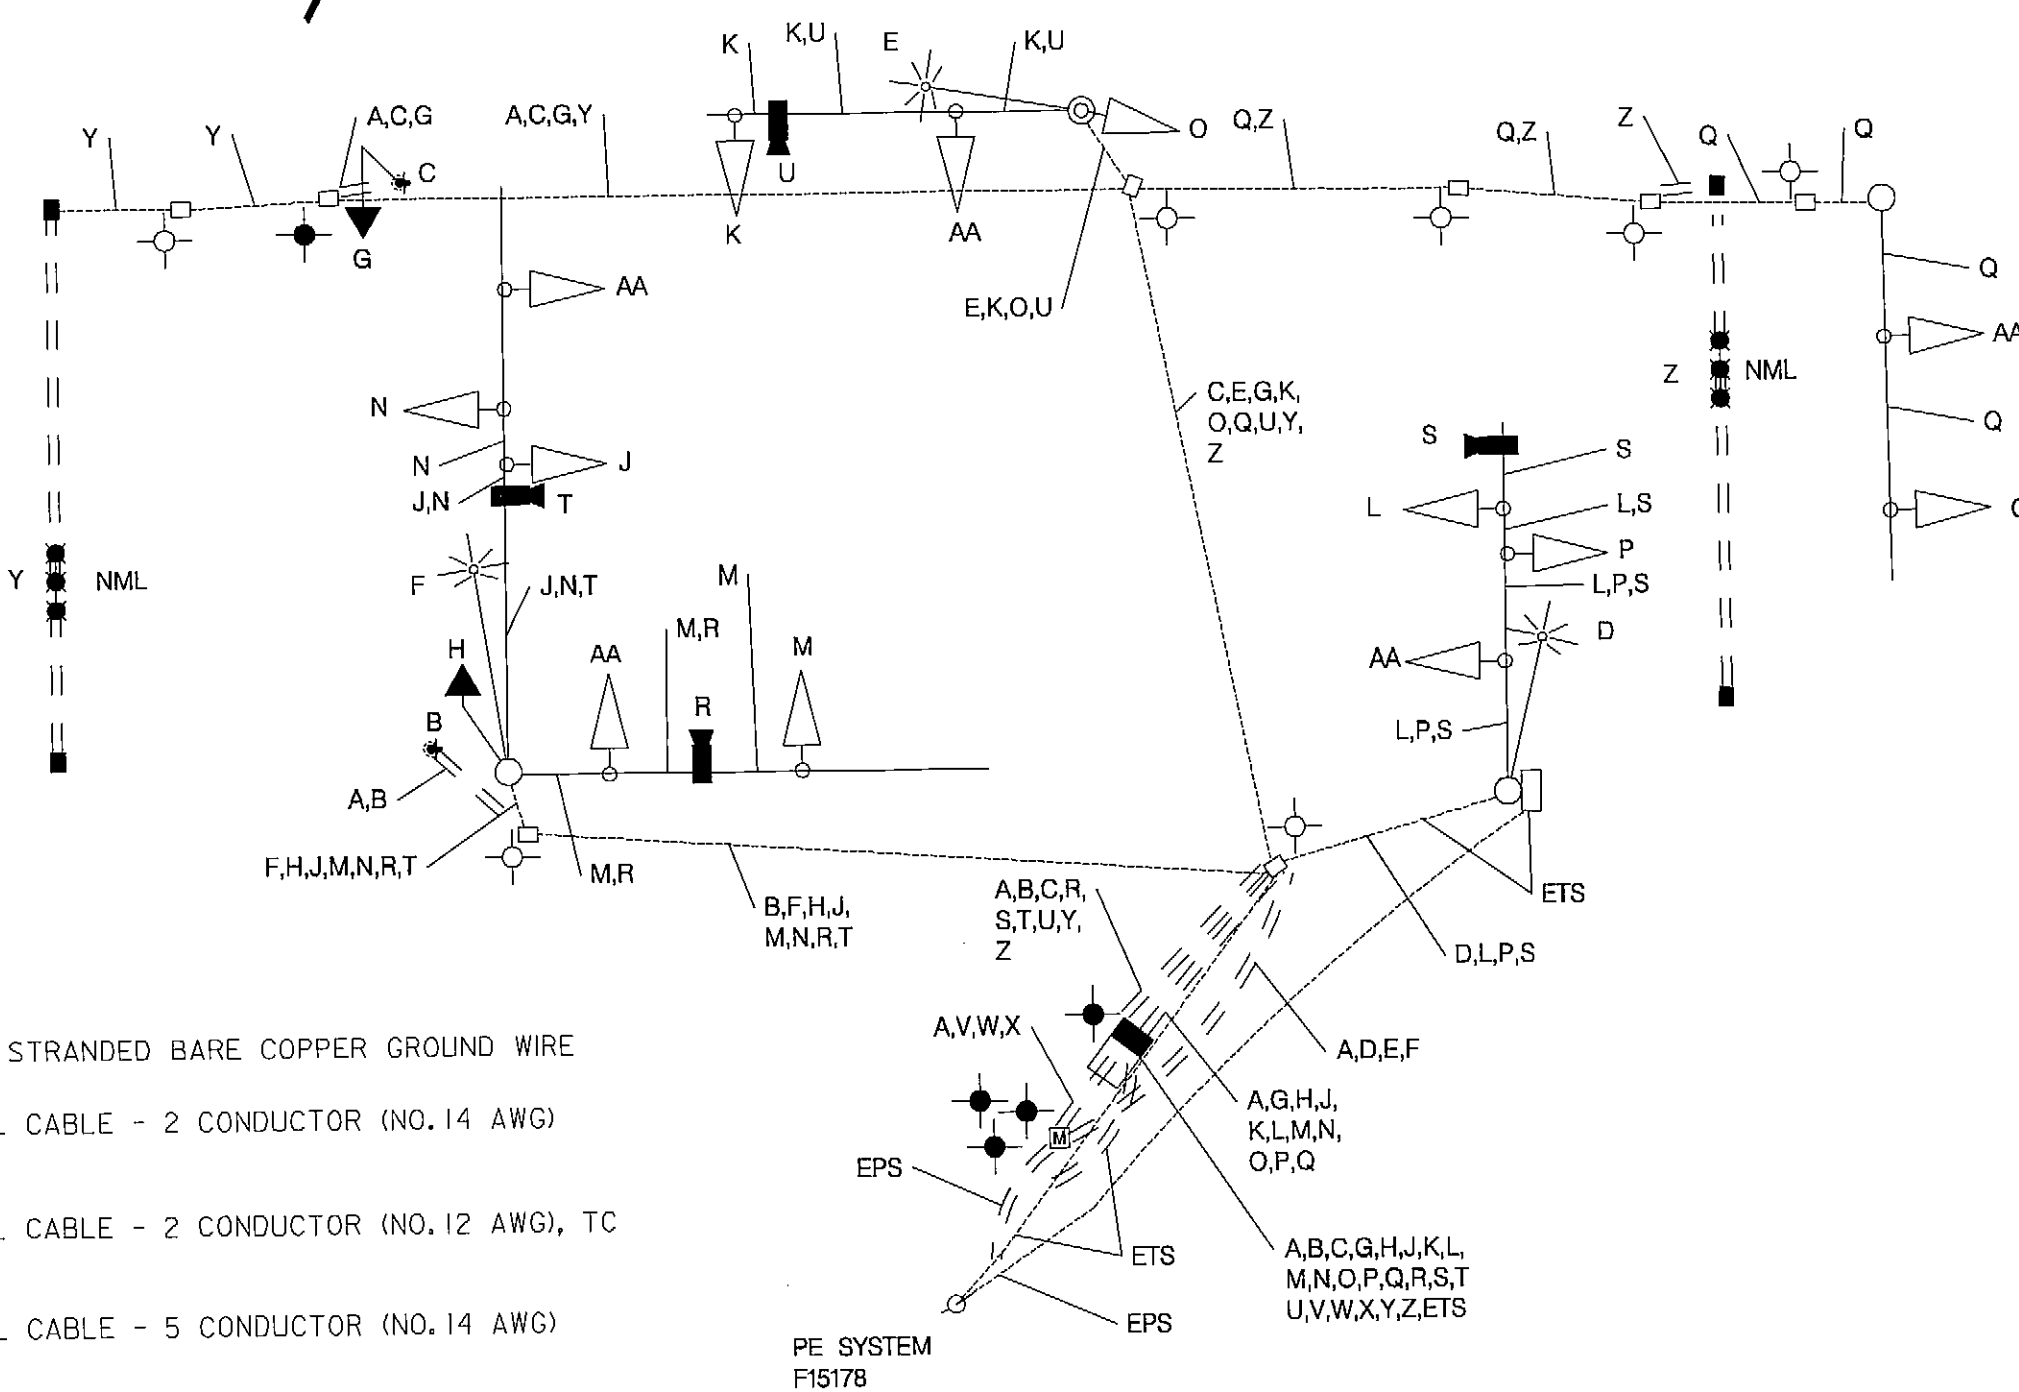 K
K,U
E
K,U
Y
Y
A,C,G
A,C,G,Y
O
Q,Z
Q,Z
Z
Q
Q
C
U
G
K
AA
AA
E,K,O,U
Q
AA
N
C,E,G,K,
O,Q,U,Y,
Z
Z
NML
Q
N
J
J,N
T
S
S
L
L,S
P
Y
NML
F
J,N,T
M
L,P,S
H
M,R
AA
M
D
AA
B
R
L,P,S
A,B
F,H,J,M,N,R,T
M,R
B,F,H,J,
M,N,R,T
A,B,C,R,
S,T,U,Y,
Z
ETS
D,L,P,S
A,V,W,X
A,D,E,F
A,G,H,J,
K,L,M,N,
O,P,Q
M
EPS
ETS
EPS
A,B,C,G,H,J,K,L,
M,N,O,P,Q,R,S,T
U,V,W,X,Y,Z,ETS
PE SYSTEM
F15178
STRANDED BARE COPPER GROUND WIRE
CABLE - 2 CONDUCTOR (NO.14 AWG)
CABLE - 2 CONDUCTOR (NO.12 AWG), TC
CABLE - 5 CONDUCTOR (NO.14 AWG)